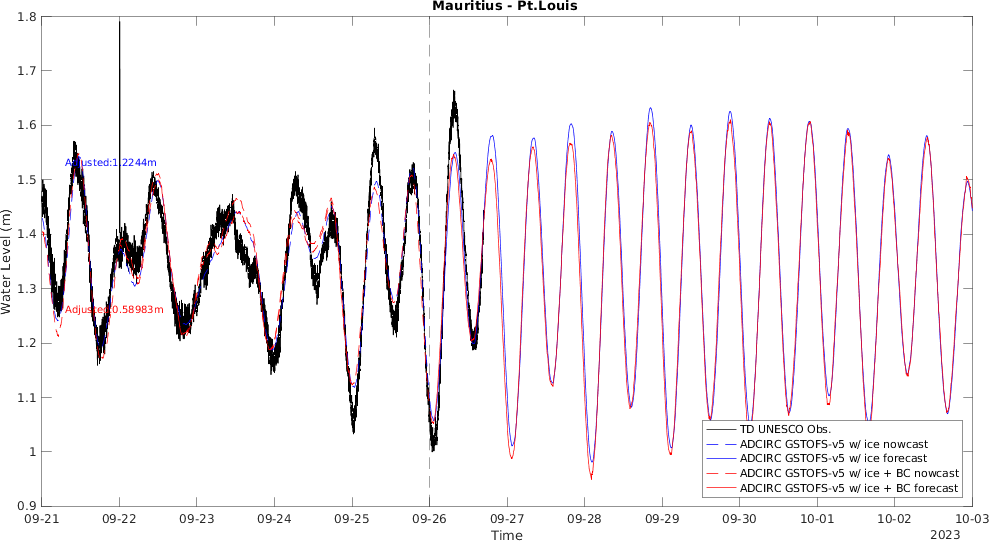 Mauritius - Pt.Louis
1.8
1.7
1.6
1.5
1.4
1.3
1.2
1.1
1
0.9
Water Level (m)
Adjusted:1.2244m
Adjusted:0.58983m
TD UNESCO Obs.
ADCIRC GSTOFS-v5 w/ ice nowcast
ADCIRC GSTOFS-v5 w/ ice forecast
ADCIRC GSTOFS-v5 w/ ice + BC nowcast
ADCIRC GSTOFS-v5 w/ ice + BC forecast
09-21 09-22 09-23 09-24 09-25 09-26 09-27 09-28 09-29 09-30 10-01 10-02 10-03
Time
2023